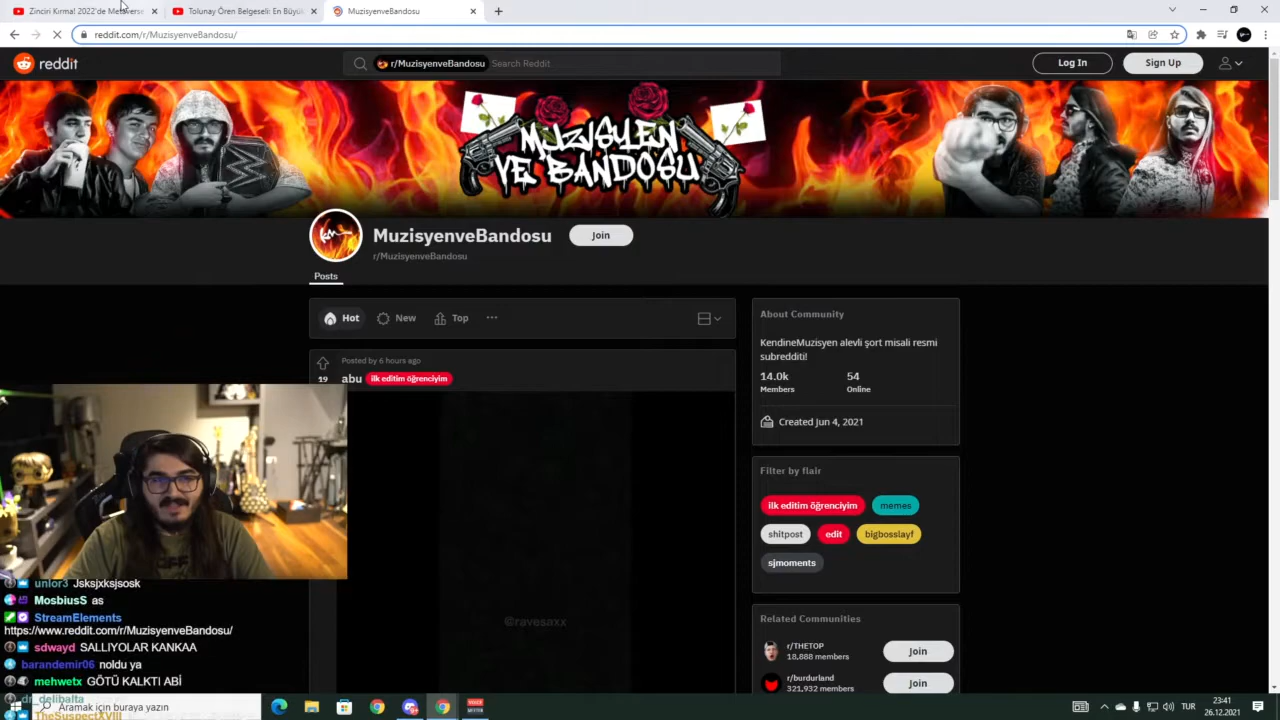 Zinciri Kırma! 2022'de Metaverse
Tolunay Ören Belgeseli: En Büyük
MuzisyenveBandosu
reddit.com/r/MuzisyenveBandosu/
reddit
r/MuzisyenveBandosu
Search Reddit
Log In
Sign Up
MUZISYEN
VE BANDOSU
MuzisyenveBandosu
Join
r/MuzisyenveBandosu
Posts
Hot
New
Top
Posted by 6 hours ago
19
abu
ilk editim öğrenciyim
@ravesaxx
About Community
KendineMuzisyen alevli şort misali resmi
subredditi!
14.0k
54
Members
Online
Created Jun 4, 2021
Filter by flair
ilk editim öğrenciyim
memes
shitpost
edit
bigbosslayf
sjmoments
Related Communities
r/THETOP
18,888 members
Join
r/burdurland
321,932 members
Join
unlor3 Jsksjxksjsosk
MosbiusS as
StreamElements
https://www.reddit.com/r/MuzisyenveBandosu/
sdwayd SALLIYOLAR KANKAA
barandemir06 noldu ya
mehwetx GÖTÜ KALKTI ABİ
delibalta
TheSuspectXVIII
Aramak için buraya yazın
TUR
23:41
26.12.2021